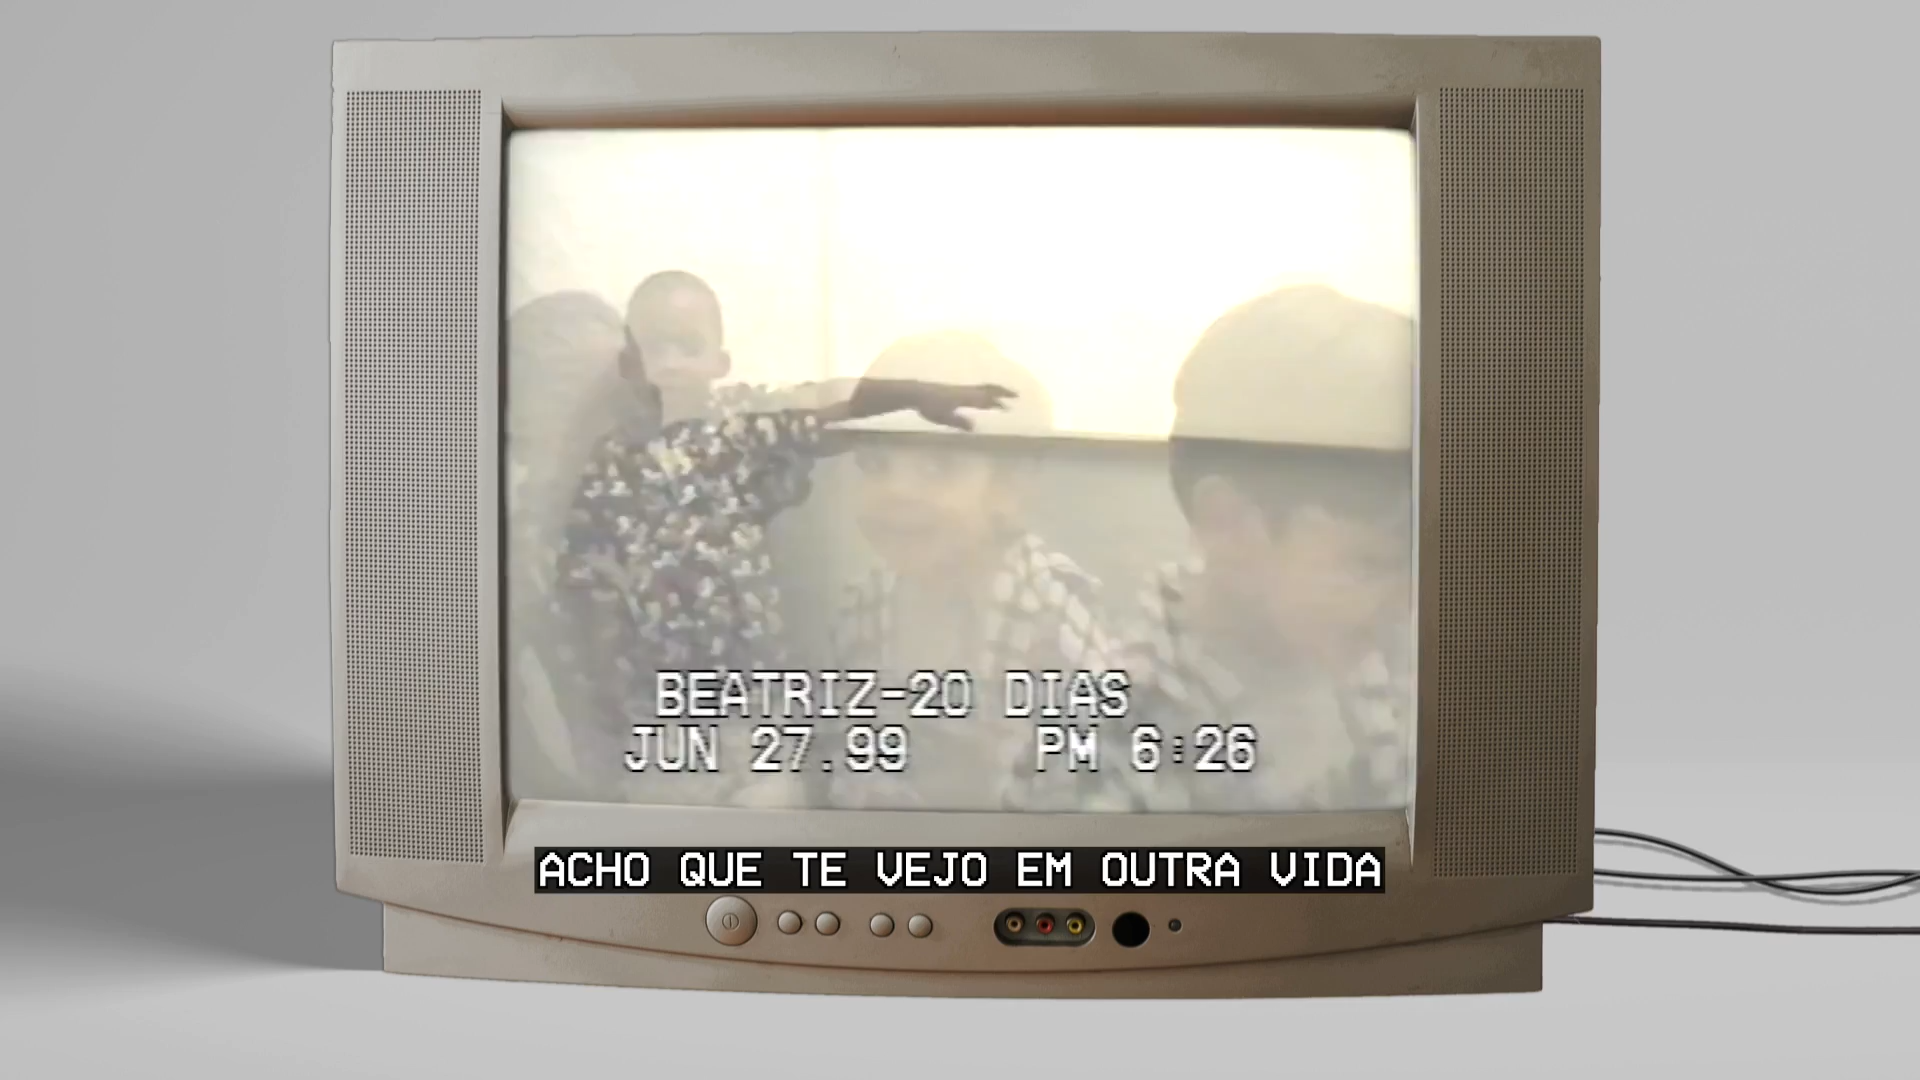 BEATRIZ-20 DIAS
JUN 27.99 PM 6:26
ACHO QUE TE VEJO EM OUTRA VIDA